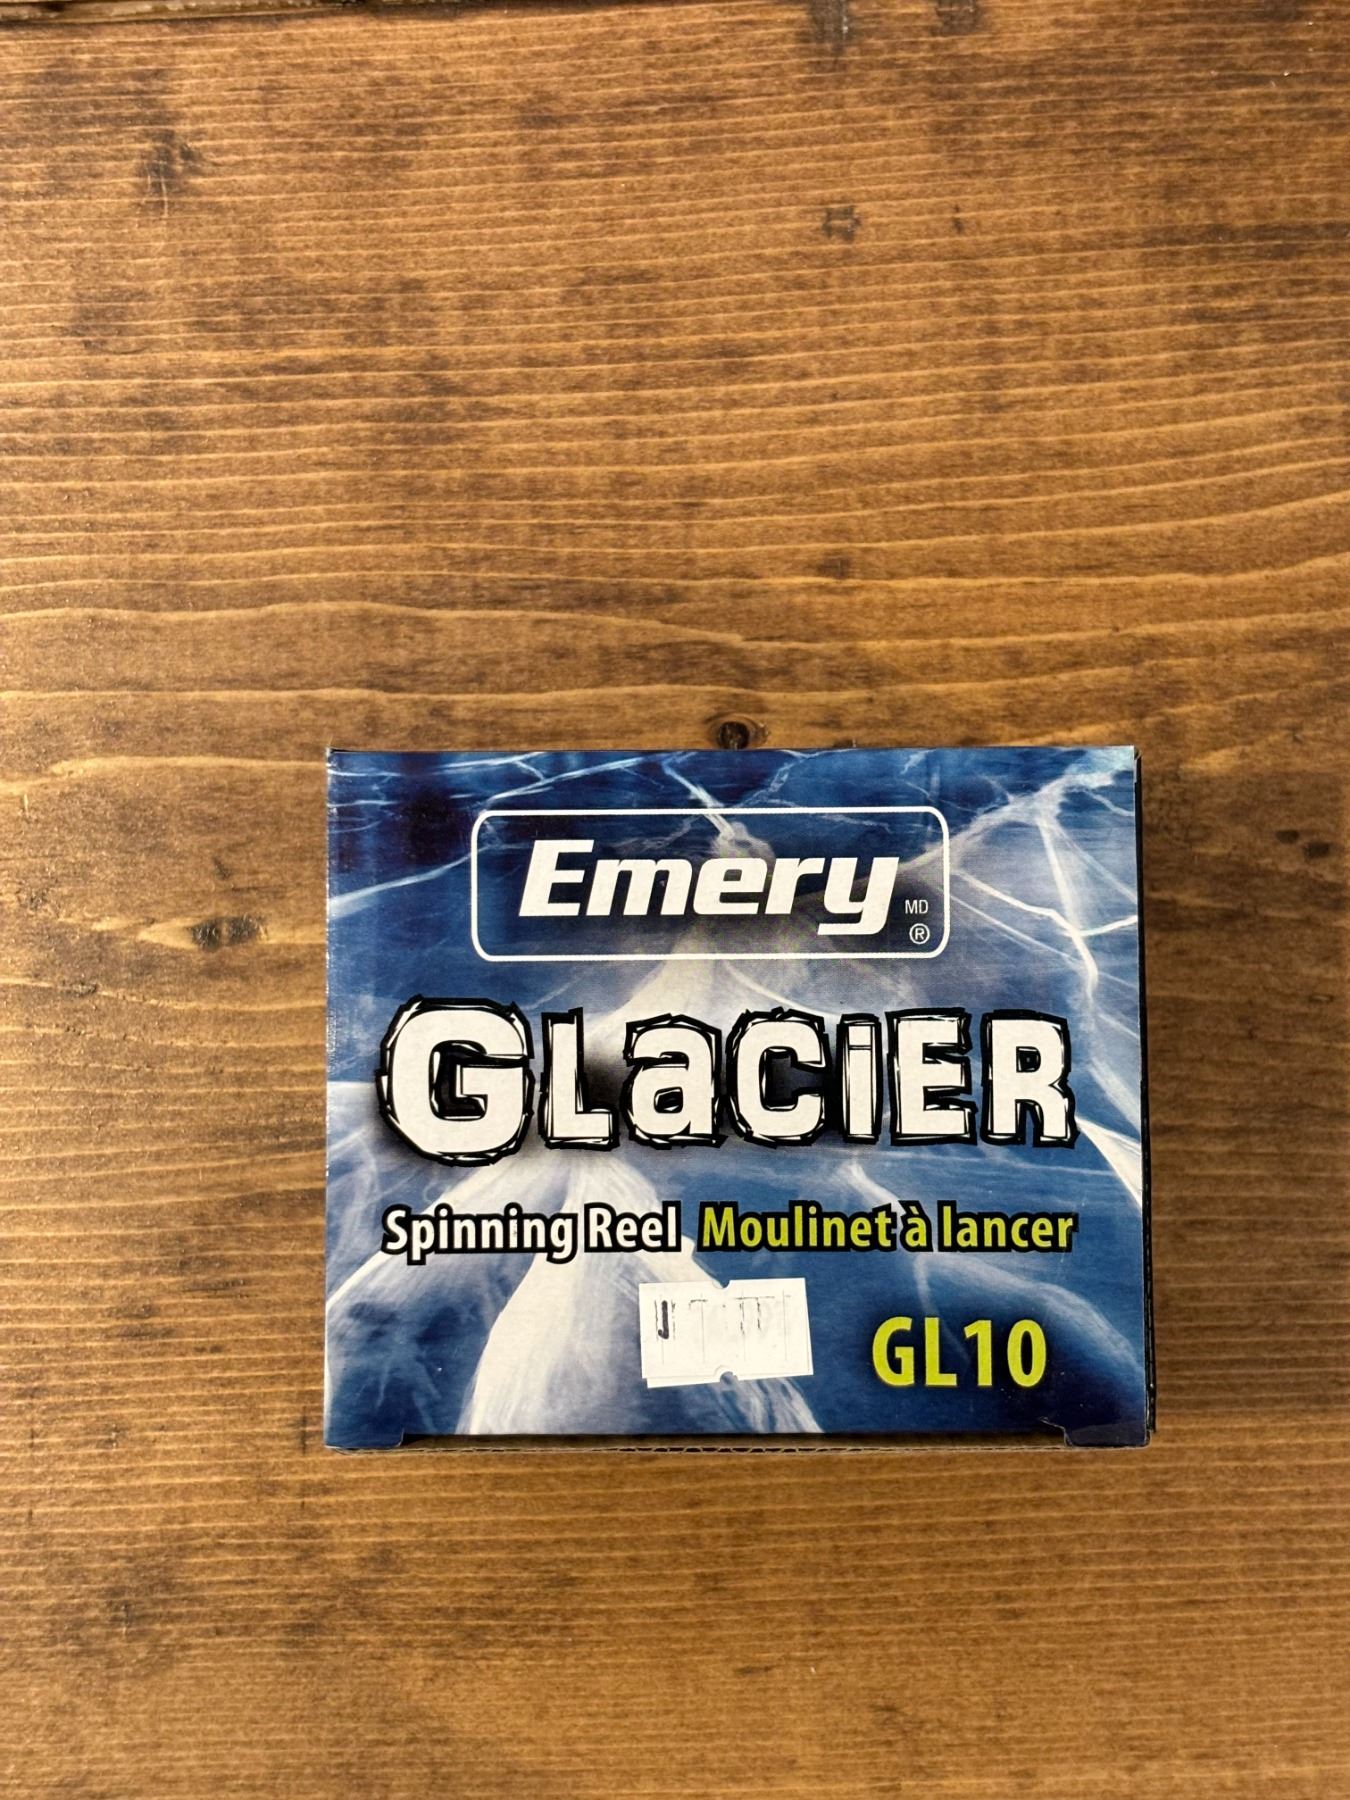 Emery
MD
®
GLaCiER
Spinning Reel Moulinet à lancer
GL10